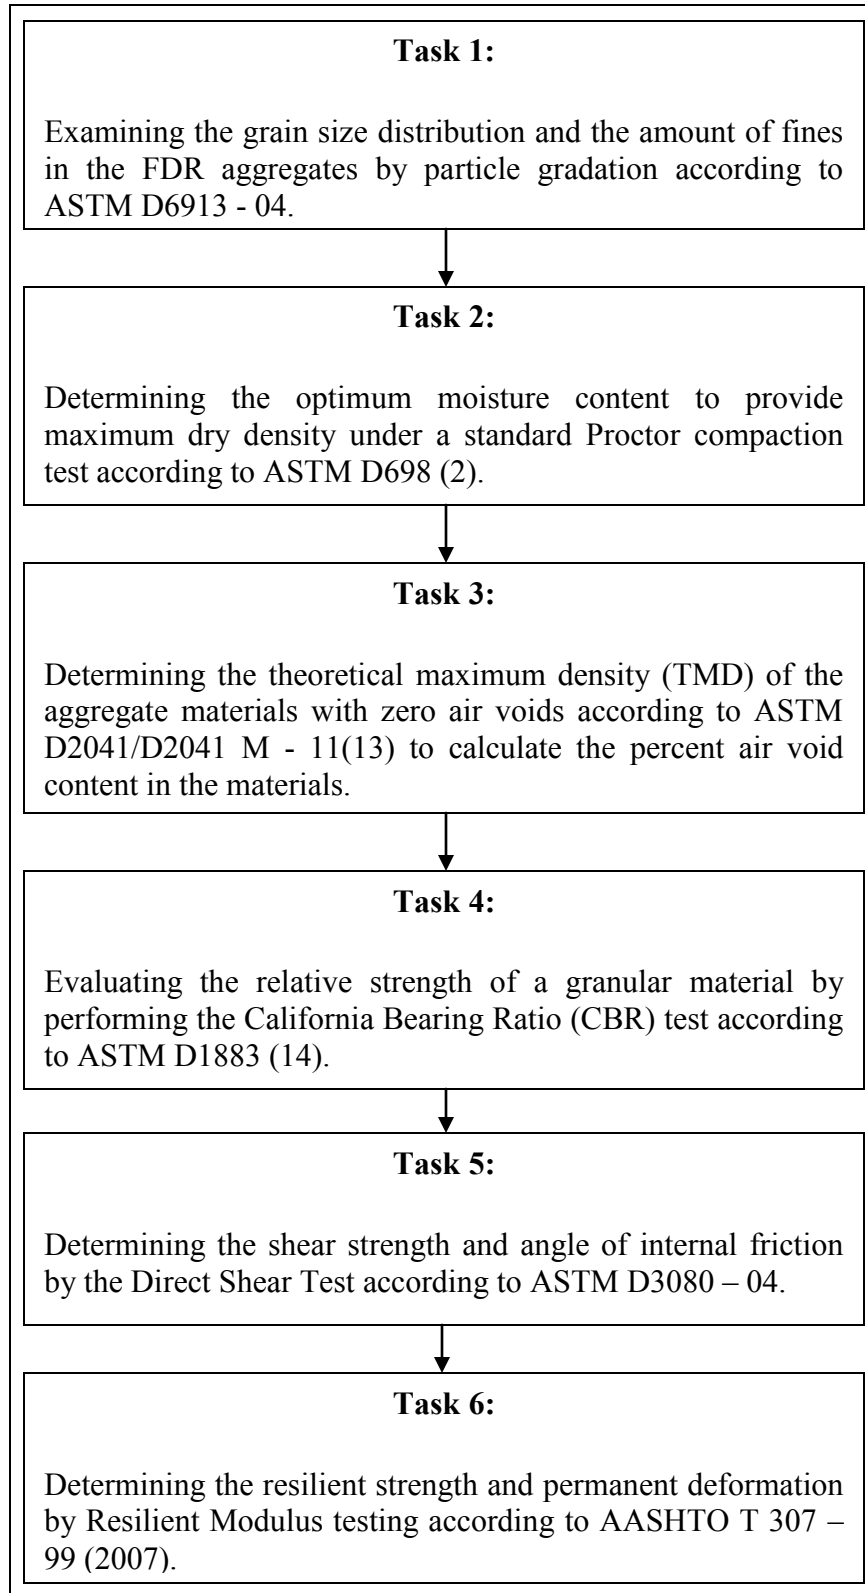 Task 1:
Examining the grain size distribution and the amount of fines
in the FDR aggregates by particle gradation according to
ASTM D6913 - 04.
Task 2:
Determining the optimum moisture content to provide
maximum dry density under a standard Proctor compaction
test according to ASTM D698 (2).
Task 3:
Determining the theoretical maximum density (TMD) of the
aggregate materials with zero air voids according to ASTM
D2041/D2041 M - 11(13) to calculate the percent air void
content in the materials.
Task 4:
Evaluating the relative strength of a granular material by
performing the California Bearing Ratio (CBR) test according
to ASTM D1883 (14).
Task 5:
Determining the shear strength and angle of internal friction
by the Direct Shear Test according to ASTM D3080 – 04.
Task 6:
Determining the resilient strength and permanent deformation
by Resilient Modulus testing according to AASHTO T 307 –
99 (2007).